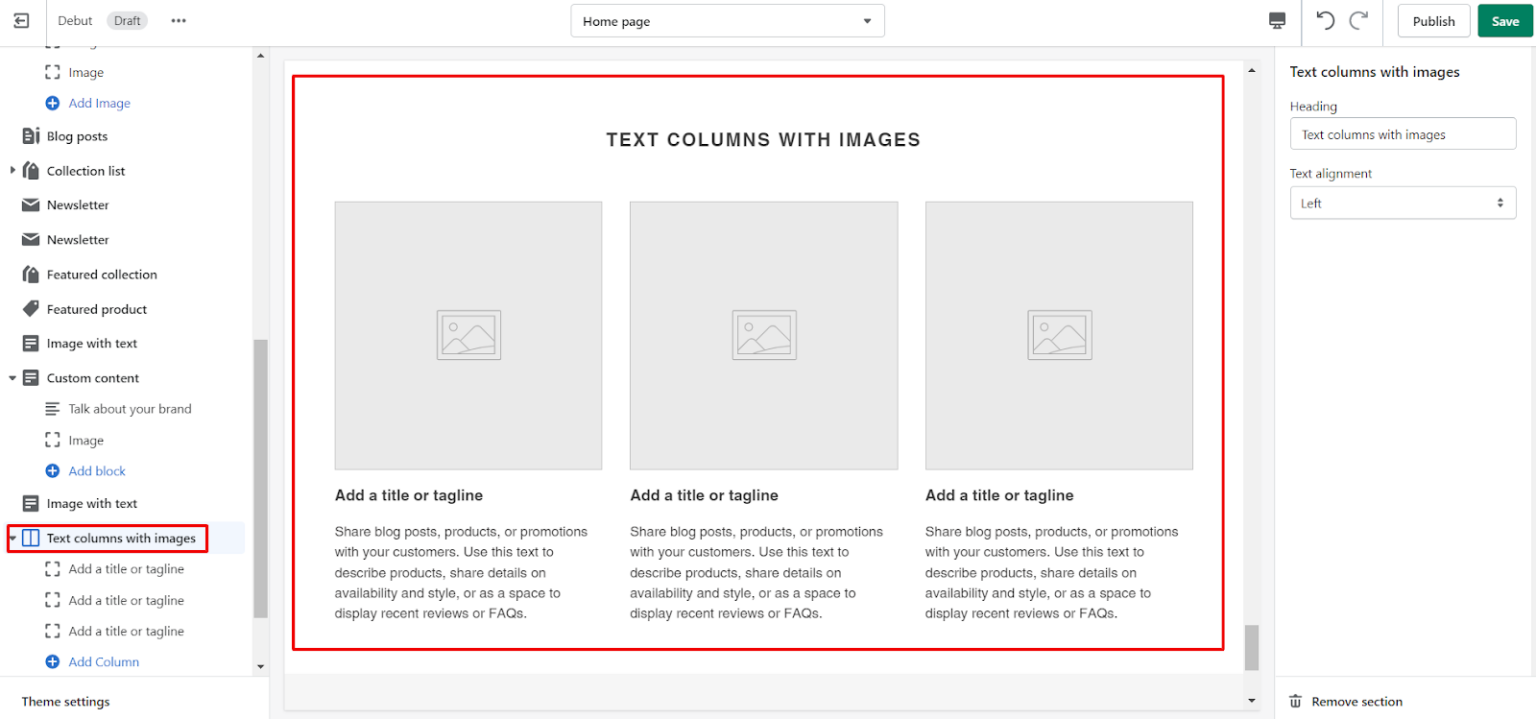 Debut Draft
Home page
Publish
Save
Image
Add Image
Blog posts
Collection list
Newsletter
Newsletter
Featured collection
Featured product
Image with text
Custom content
Talk about your brand
Image
Add block
Image with text
Text columns with images
Add a title or tagline
Add a title or tagline
Add a title or tagline
Add Column
Theme settings
TEXT COLUMNS WITH IMAGES
Add a title or tagline
Share blog posts, products, or promotions
with your customers. Use this text to
describe products, share details on
availability and style, or as a space to
display recent reviews or FAQs.
Add a title or tagline
Share blog posts, products, or promotions
with your customers. Use this text to
describe products, share details on
availability and style, or as a space to
display recent reviews or FAQs.
Add a title or tagline
Share blog posts, products, or promotions
with your customers. Use this text to
describe products, share details on
availability and style, or as a space to
display recent reviews or FAQs.
Text columns with images
Heading
Text columns with images
Text alignment
Left
Remove section